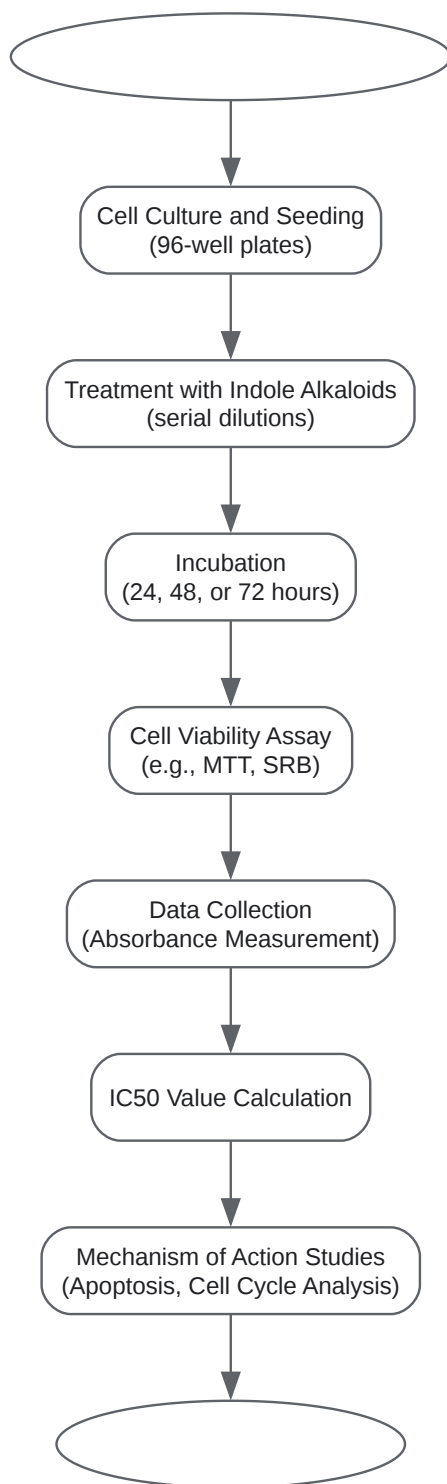 Cell Culture and Seeding
(96-well plates)
Treatment with Indole Alkaloids
(serial dilutions)
Incubation
(24, 48, or 72 hours)
Cell Viability Assay
(e.g., MTT, SRB)
Data Collection
(Absorbance Measurement)
IC50 Value Calculation
Mechanism of Action Studies
(Apoptosis, Cell Cycle Analysis)